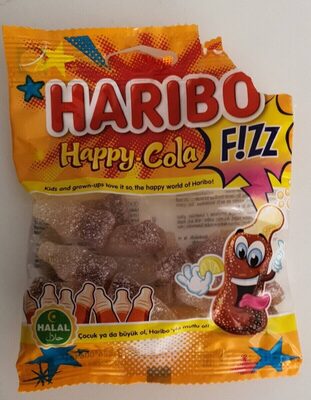 HARIBO
Happy Cola
F!ZZ
Kids and grown-ups love it so, the happy world of Haribo!
HALAL
حلال
Çocuk ya da büyük ol, Haribo'yla mutlu ol!